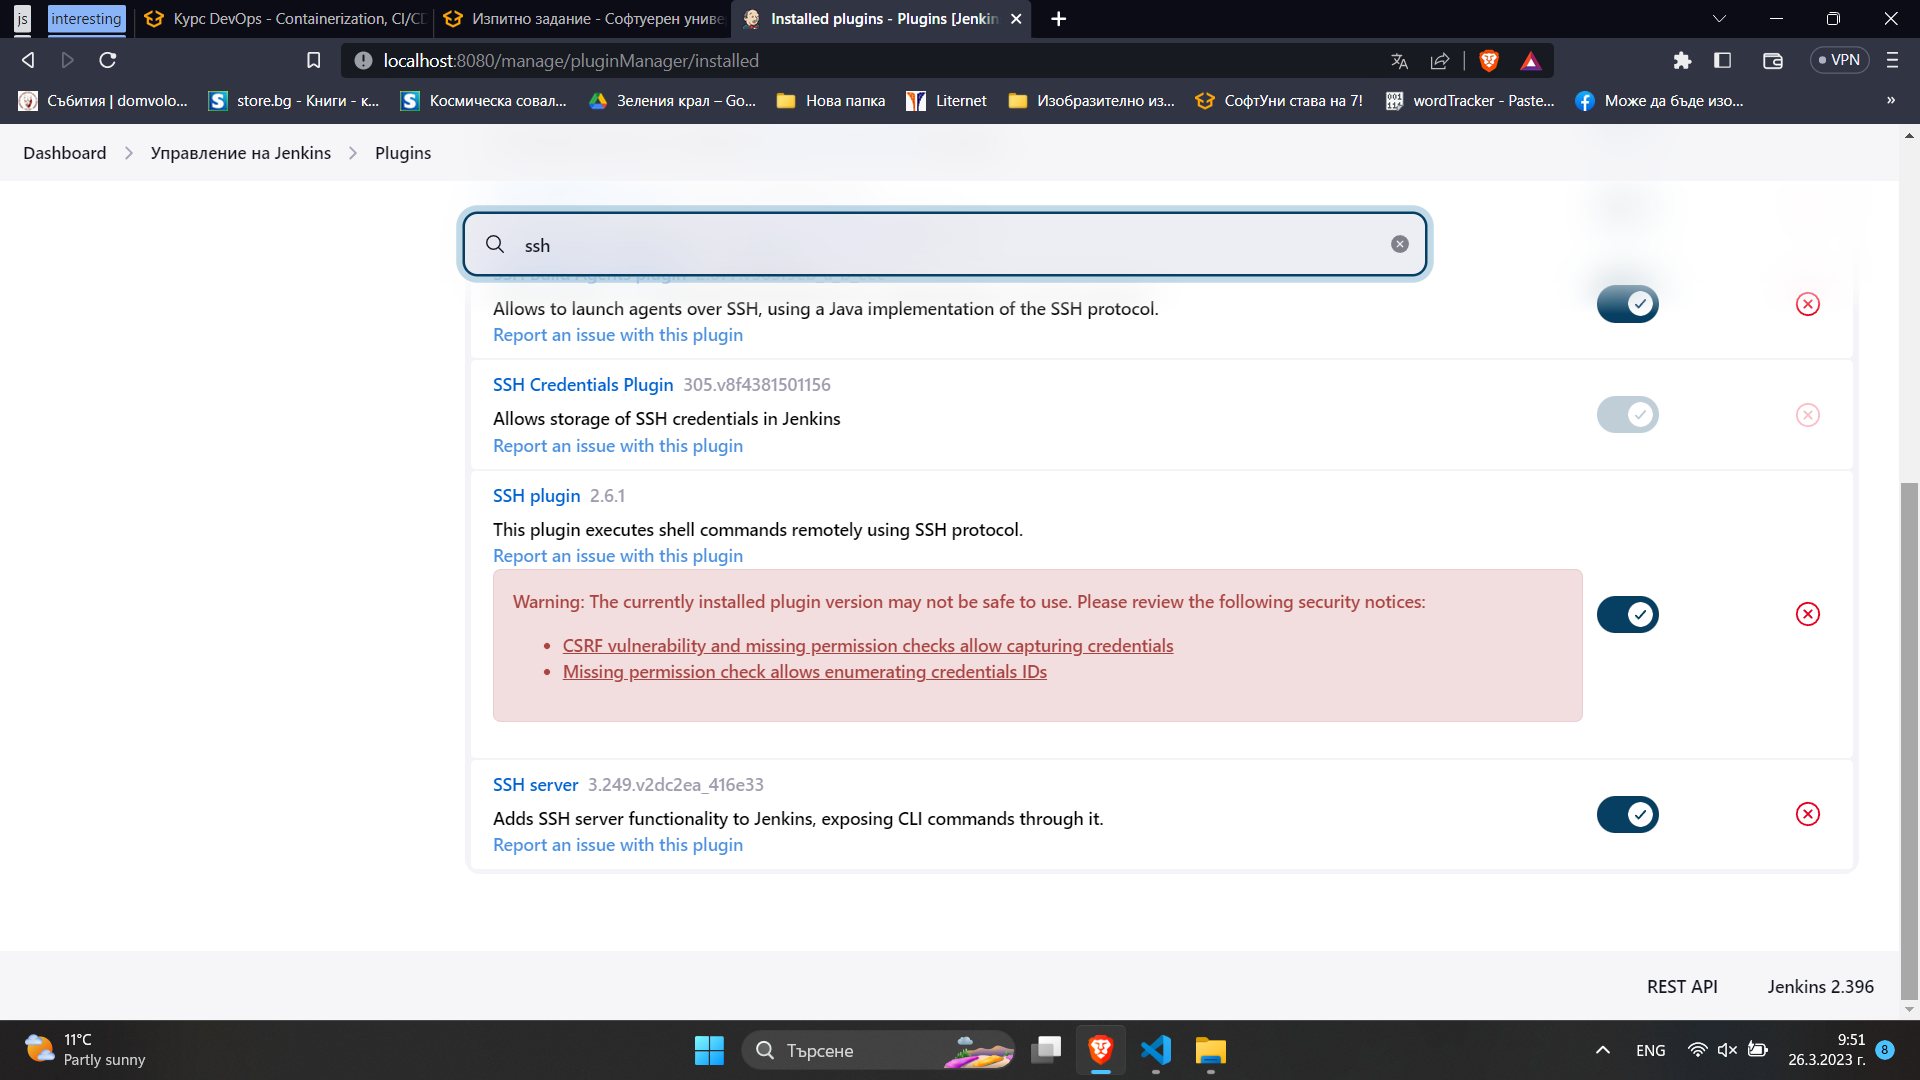 js
interesting
Курс DevOps - Containerization, CI/CD
Изпитно задание - Софтуерен униве
Installed plugins - Plugins [Jenkin
localhost:8080/manage/pluginManager/installed
VPN
Събития | domvolo...
store.bg - Книги - к...
Космическа совал...
Зеления крал – Go...
Нова папка
Liternet
Изобразително из...
СофтУни става на 7!
wordTracker - Paste...
Може да бъде изо...
»
Dashboard
Управление на Jenkins
Plugins
ssh
Allows to launch agents over SSH, using a Java implementation of the SSH protocol.
Report an issue with this plugin
SSH Credentials Plugin 305.v8f4381501156
Allows storage of SSH credentials in Jenkins
Report an issue with this plugin
SSH plugin 2.6.1
This plugin executes shell commands remotely using SSH protocol.
Report an issue with this plugin
Warning: The currently installed plugin version may not be safe to use. Please review the following security notices:
• CSRF vulnerability and missing permission checks allow capturing credentials
• Missing permission check allows enumerating credentials IDs
SSH server 3.249.v2dc2ea_416e33
Adds SSH server functionality to Jenkins, exposing CLI commands through it.
Report an issue with this plugin
REST API
Jenkins 2.396
11°C
Partly sunny
Търсене
ENG
9:51
26.3.2023 г.
8